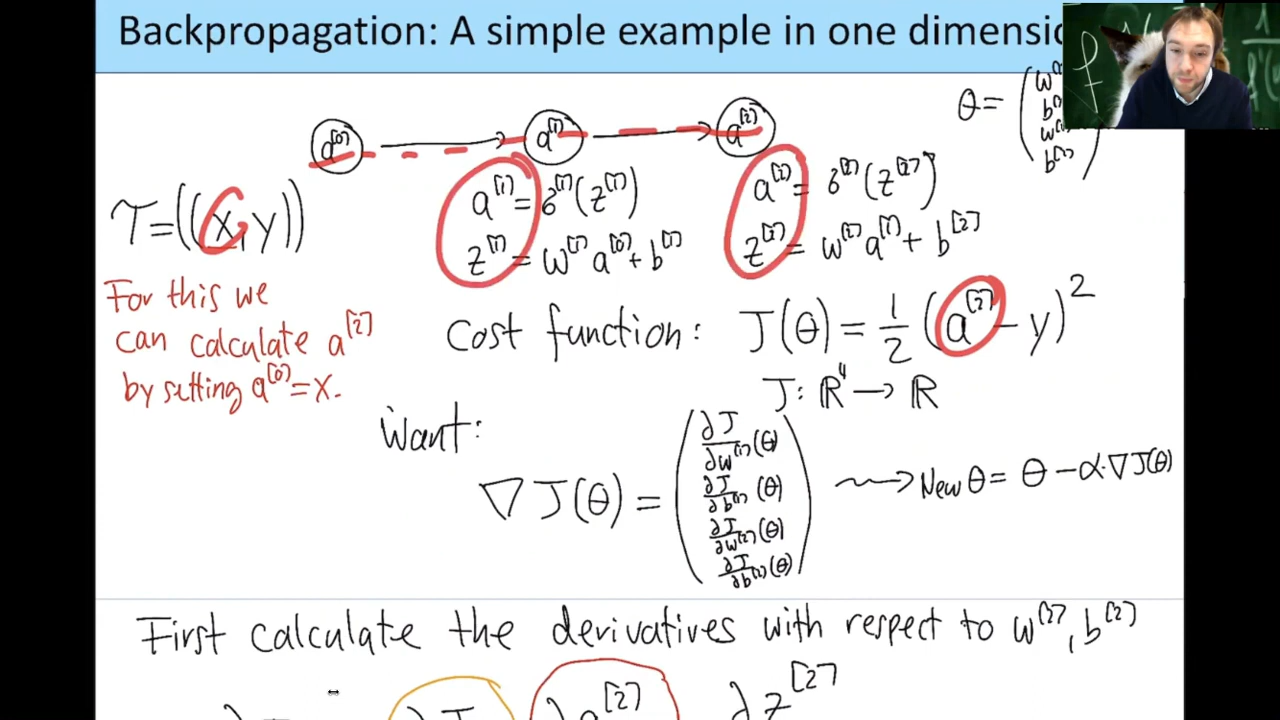 Backpropagation: A simple example in one dimensio
a^[0] → a^[1] → a^[2]
θ = (w^[1] b^[1] w^[2] b^[2])
a^[1] = σ^[1](z^[1])
z^[1] = w^[1] a^[0] + b^[1]
a^[2] = σ^[2](z^[2])
z^[2] = w^[2] a^[1] + b^[2]
T = ((x, y))
For this we
can calculate a^[2]
by setting a^[0] = x.
Cost function: J(θ) = 1/2 (a^[2] - y)^2
J: ℝ^4 → ℝ
Want:
∇J(θ) =
∂J/∂w^[1] (θ)
∂J/∂b^[1] (θ)
∂J/∂w^[2] (θ)
∂J/∂b^[2] (θ)
⇝ New θ = θ - α·∇J(θ)
First calculate the derivatives with respect to w^[2], b^[2]
∂J ∂a^[2] ∂z^[2]